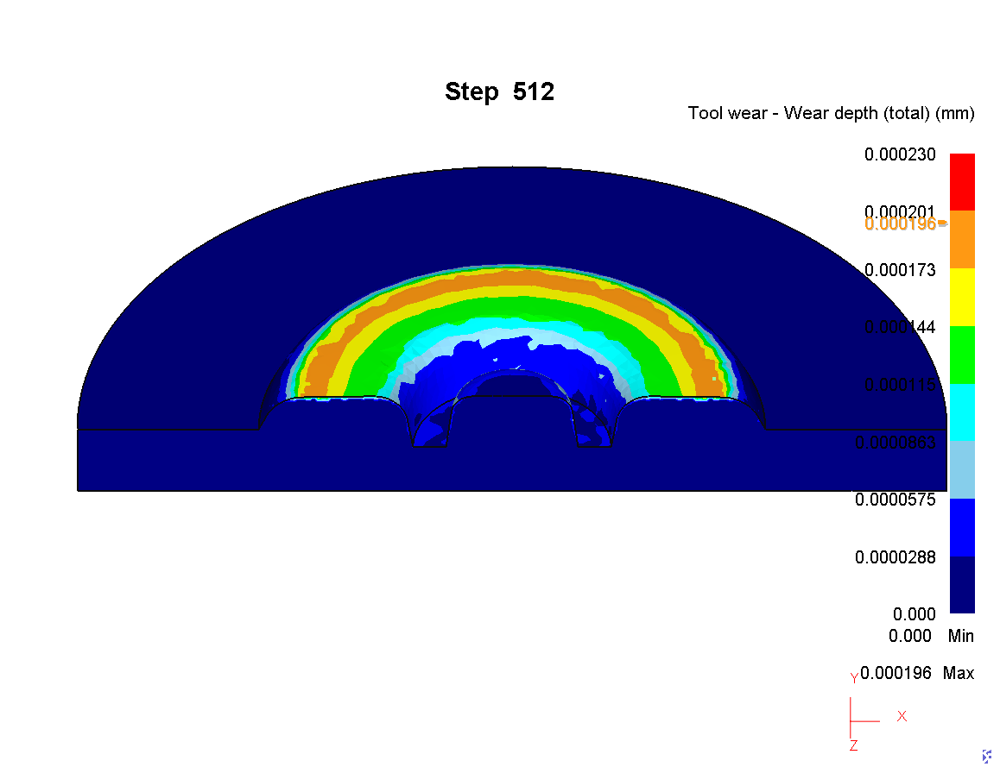 Step 512
Tool wear - Wear depth (total) (mm)
0.000230
0.000201
0.000196
0.000173
0.000144
0.000115
0.0000863
0.0000575
0.0000288
0.000
0.000 Min
0.000196 Max
Y
X
Z